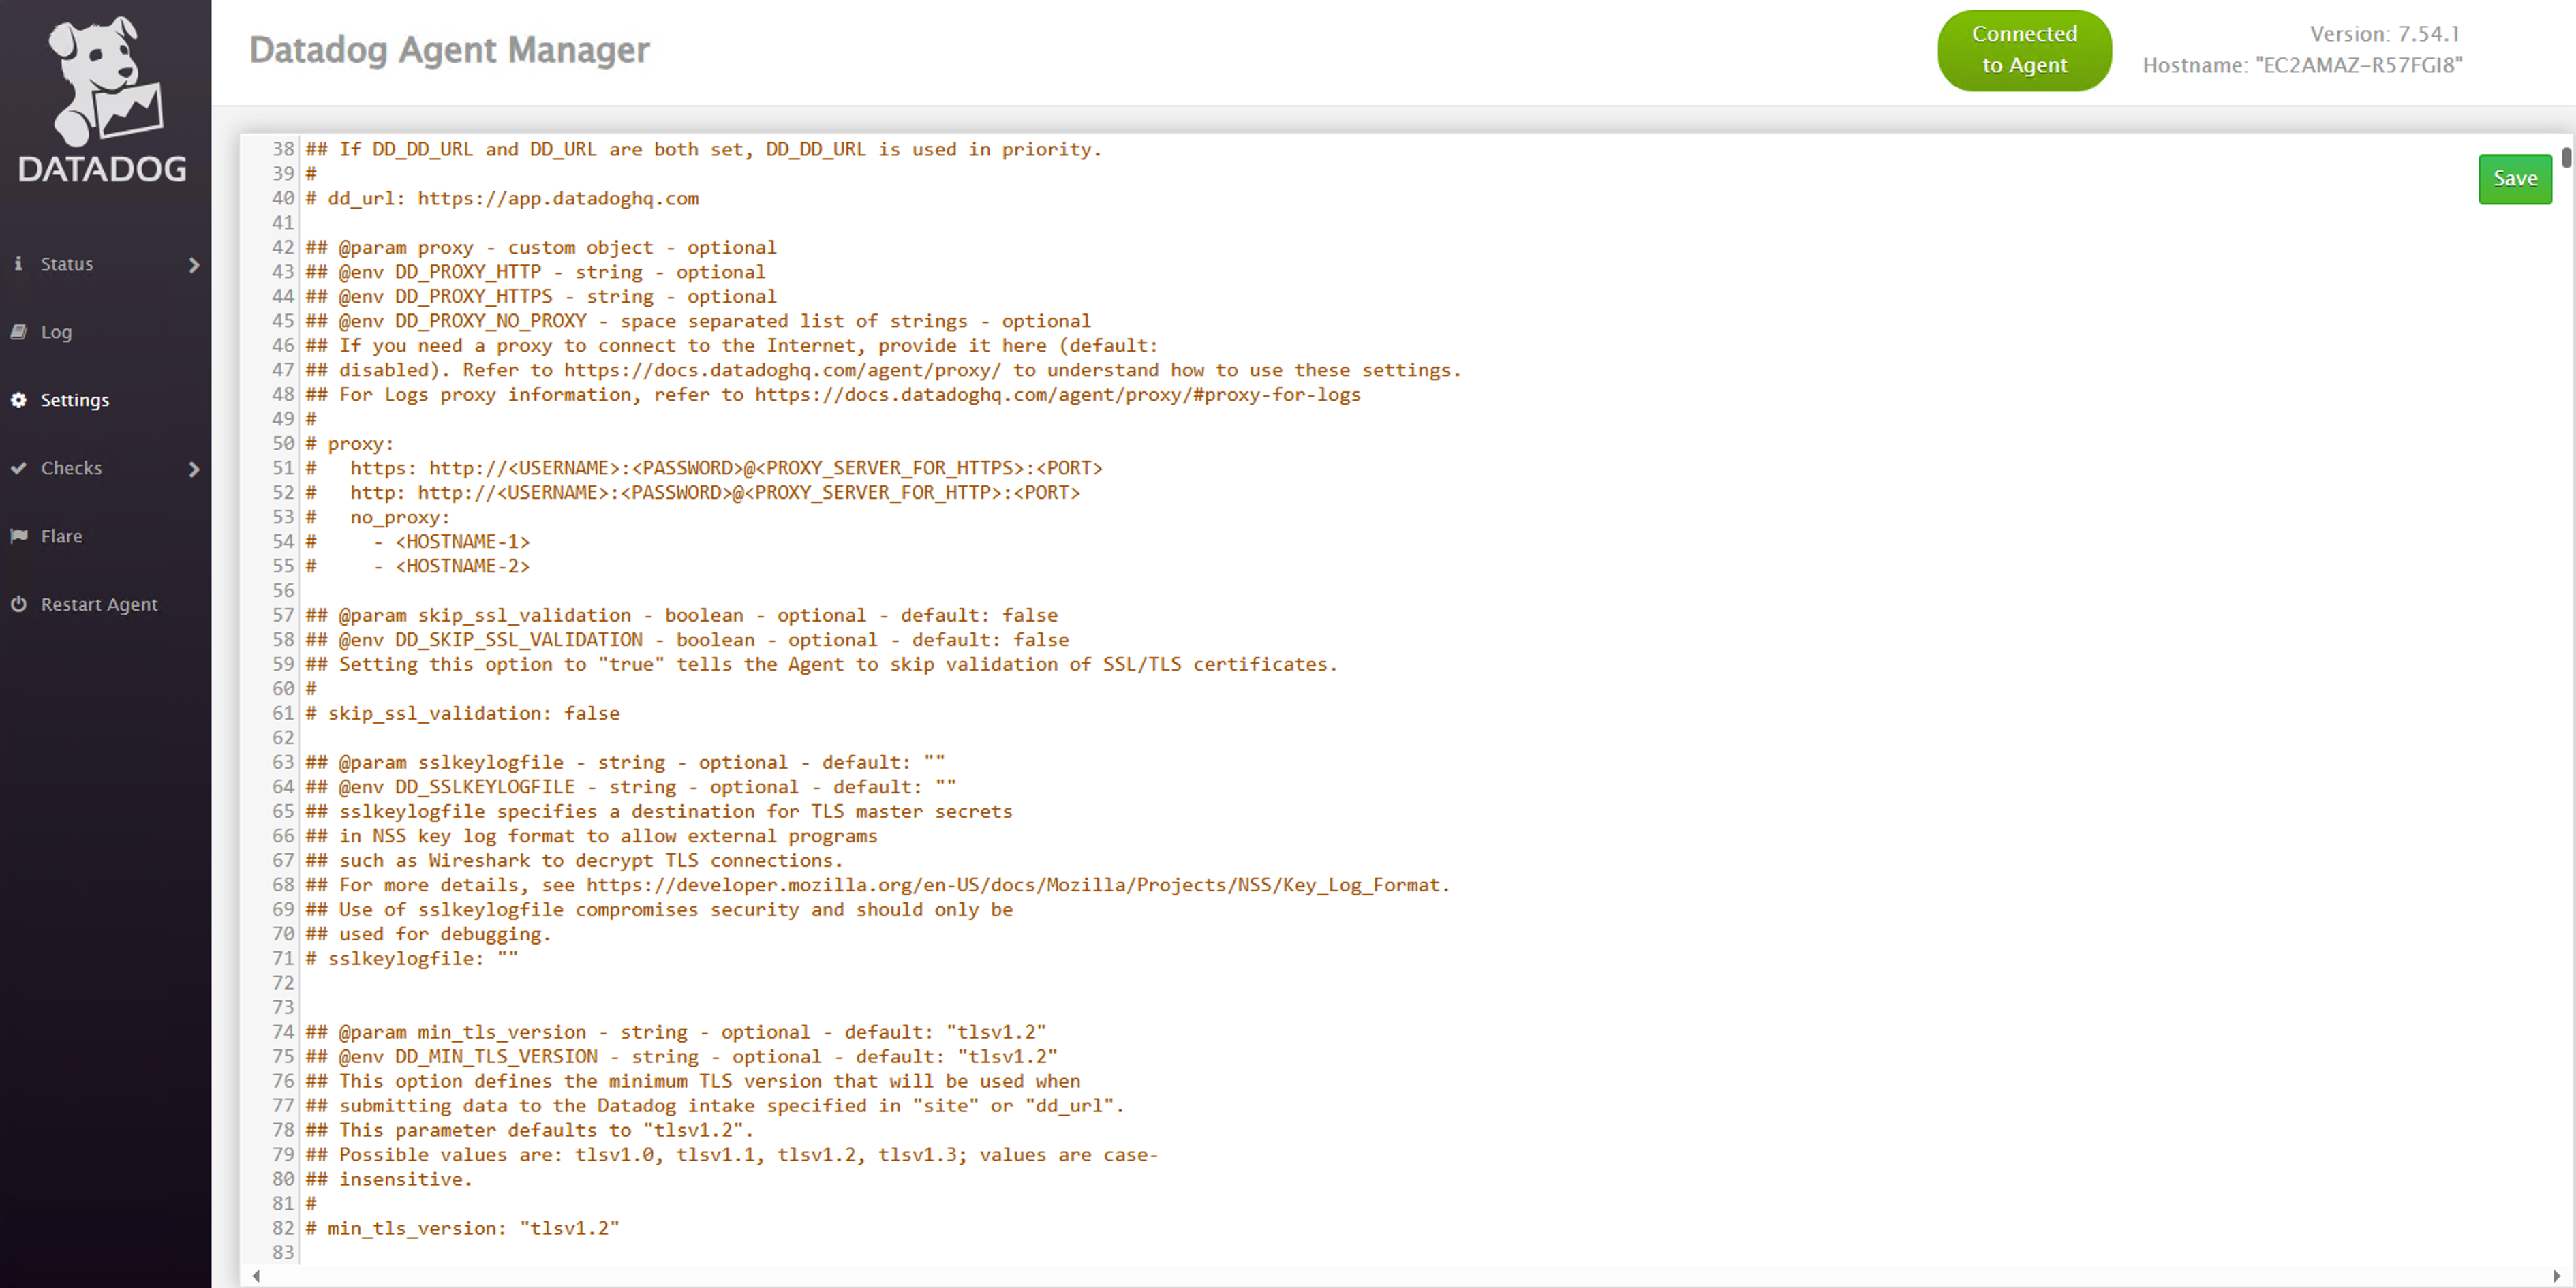 DATADOG
Datadog Agent Manager
Connected
to Agent
Version: 7.54.1
Hostname: "EC2AMAZ-R57FGI8"
Status
Log
Settings
Checks
Flare
Restart Agent
Save
38 ## If DD_DD_URL and DD_URL are both set, DD_DD_URL is used in priority.
39 #
40 # dd_url: https://app.datadoghq.com
41
42 ## @param proxy - custom object - optional
43 ## @env DD_PROXY_HTTP - string - optional
44 ## @env DD_PROXY_HTTPS - string - optional
45 ## @env DD_PROXY_NO_PROXY - space separated list of strings - optional
46 ## If you need a proxy to connect to the Internet, provide it here (default:
47 ## disabled). Refer to https://docs.datadoghq.com/agent/proxy/ to understand how to use these settings.
48 ## For Logs proxy information, refer to https://docs.datadoghq.com/agent/proxy/#proxy-for-logs
49 #
50 # proxy:
51 #   https: http://<USERNAME>:<PASSWORD>@<PROXY_SERVER_FOR_HTTPS>:<PORT>
52 #   http: http://<USERNAME>:<PASSWORD>@<PROXY_SERVER_FOR_HTTP>:<PORT>
53 #   no_proxy:
54 #     - <HOSTNAME-1>
55 #     - <HOSTNAME-2>
56
57 ## @param skip_ssl_validation - boolean - optional - default: false
58 ## @env DD_SKIP_SSL_VALIDATION - boolean - optional - default: false
59 ## Setting this option to "true" tells the Agent to skip validation of SSL/TLS certificates.
60 #
61 # skip_ssl_validation: false
62
63 ## @param sslkeylogfile - string - optional - default: ""
64 ## @env DD_SSLKEYLOGFILE - string - optional - default: ""
65 ## sslkeylogfile specifies a destination for TLS master secrets
66 ## in NSS key log format to allow external programs
67 ## such as Wireshark to decrypt TLS connections.
68 ## For more details, see https://developer.mozilla.org/en-US/docs/Mozilla/Projects/NSS/Key_Log_Format.
69 ## Use of sslkeylogfile compromises security and should only be
70 ## used for debugging.
71 # sslkeylogfile: ""
72
73
74 ## @param min_tls_version - string - optional - default: "tlsv1.2"
75 ## @env DD_MIN_TLS_VERSION - string - optional - default: "tlsv1.2"
76 ## This option defines the minimum TLS version that will be used when
77 ## submitting data to the Datadog intake specified in "site" or "dd_url".
78 ## This parameter defaults to "tlsv1.2".
79 ## Possible values are: tlsv1.0, tlsv1.1, tlsv1.2, tlsv1.3; values are case-
80 ## insensitive.
81 #
82 # min_tls_version: "tlsv1.2"
83